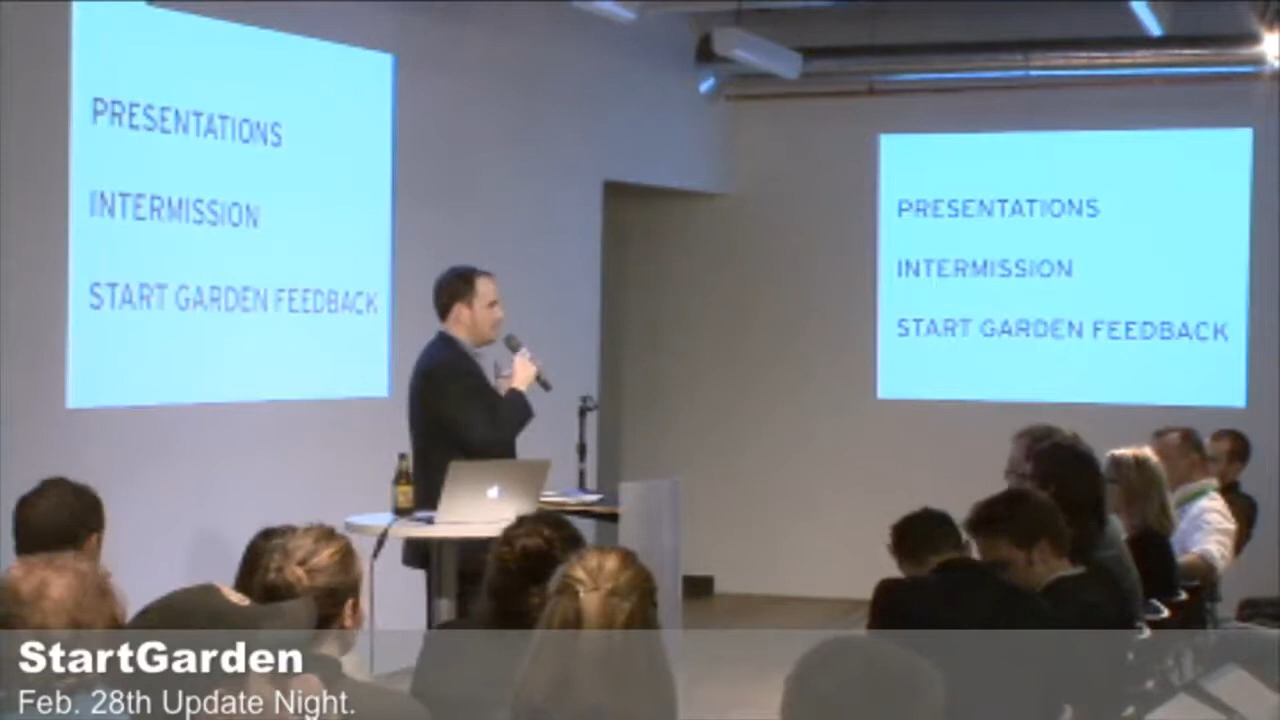 PRESENTATIONS
INTERMISSION
START GARDEN FEEDBACK
PRESENTATIONS
INTERMISSION
START GARDEN FEEDBACK
StartGarden
Feb. 28th Update Night.